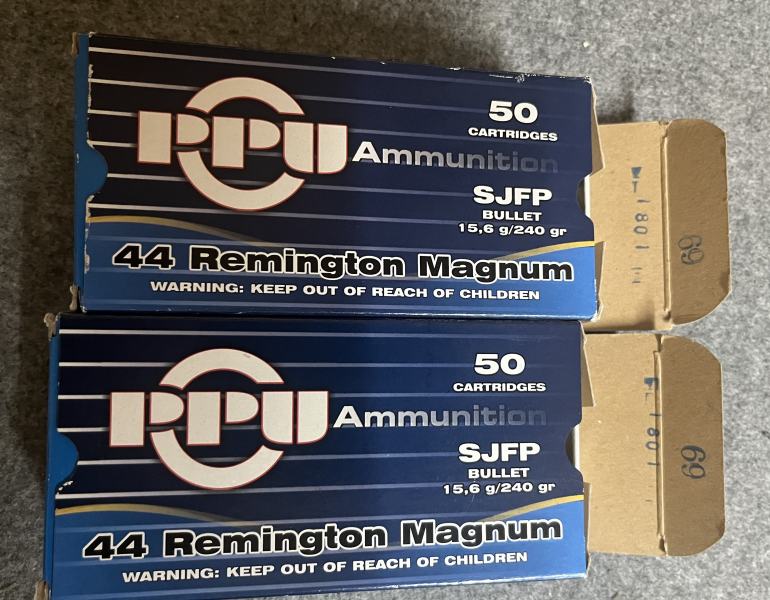 PPU Ammunition
50
CARTRIDGES
SJFP
BULLET
15,6 g/240 gr
44 Remington Magnum
WARNING: KEEP OUT OF REACH OF CHILDREN
1801
69
PPU Ammunition
50
CARTRIDGES
SJFP
BULLET
15,6 g/240 gr
44 Remington Magnum
WARNING: KEEP OUT OF REACH OF CHILDREN
1801
69